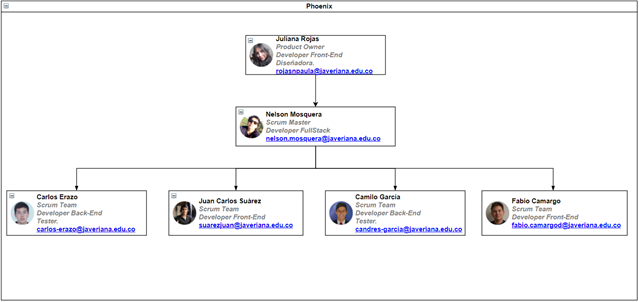 Phoenix
Juliana Rojas
Product Owner
Developer Front-End
Diseñadora.
rojasnpaula@javeriana.edu.co
Nelson Mosquera
Scrum Master
Developer FullStack
nelson.mosquera@javeriana.edu.co
Carlos Erazo
Scrum Team
Developer Back-End
Tester.
carlos-erazo@javeriana.edu.co
Juan Carlos Suàrez
Scrum Team
Developer Front-End
suarezjuan@javeriana.edu.co
Camilo Garcia
Scrum Team
Developer Back-End
Tester.
candres-garcia@javeriana.edu.co
Fabio Camargo
Scrum Team
Developer Front-End
fabio.camargod@javeriana.edu.co